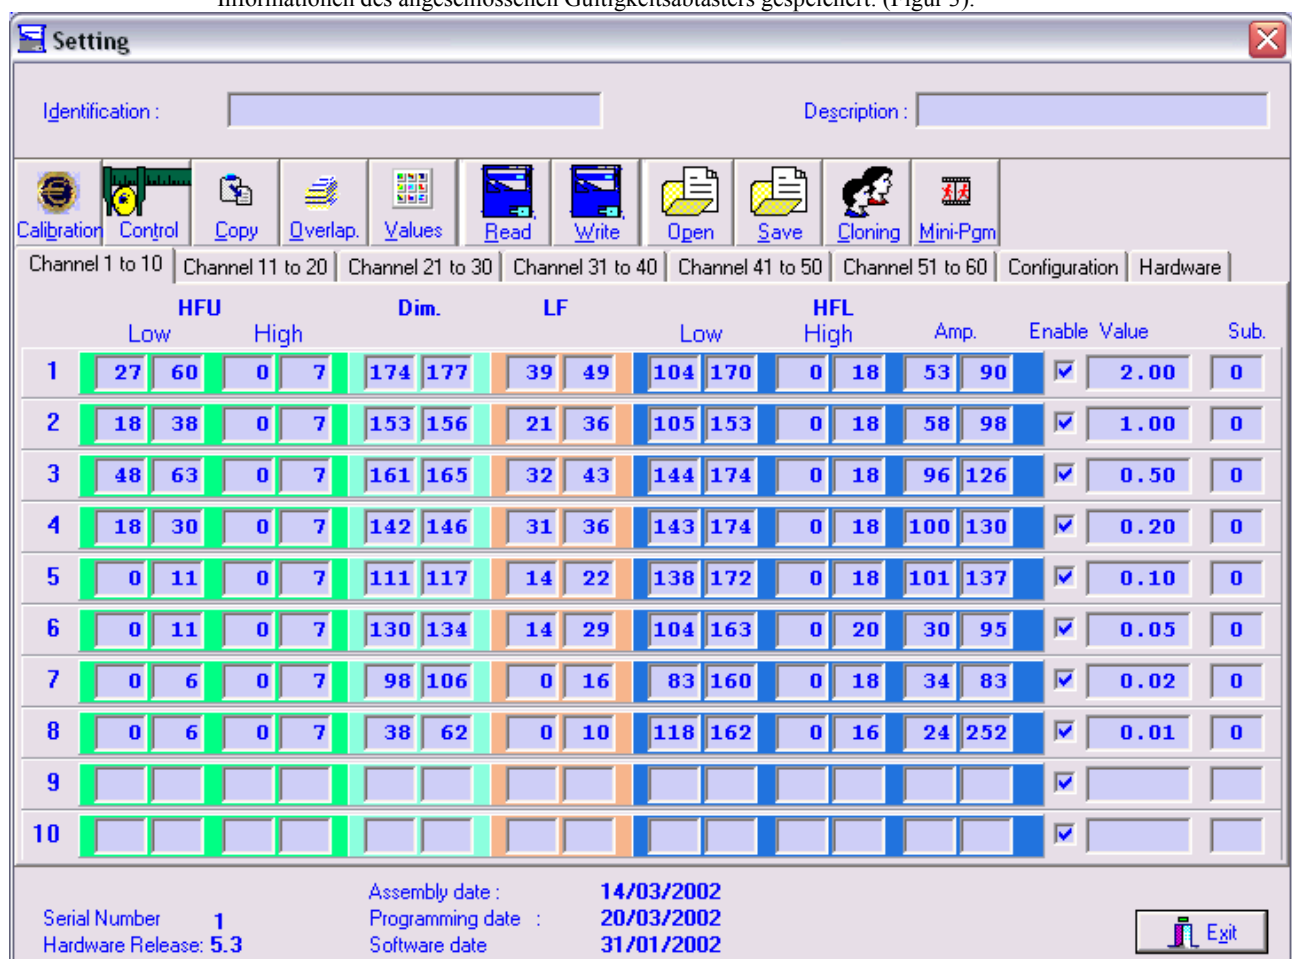 Informationen des angeschlossenen Gültigkeitsabtasters gespeichert. (Figur 3).
Setting
Identification : Description :
Calibration Control Copy Overlap. Values Read Write Open Save Cloning Mini-Pgm
Channel 1 to 10 Channel 11 to 20 Channel 21 to 30 Channel 31 to 40 Channel 41 to 50 Channel 51 to 60 Configuration Hardware
HFU Dim. LF HFL
Low High Low High Amp. Enable Value Sub.
1 27 60 0 7 174 177 39 49 104 170 0 18 53 90 2.00 0
2 18 38 0 7 153 156 21 36 105 153 0 18 58 98 1.00 0
3 48 63 0 7 161 165 32 43 144 174 0 18 96 126 0.50 0
4 18 30 0 7 142 146 31 36 143 174 0 18 100 130 0.20 0
5 0 11 0 7 111 117 14 22 138 172 0 18 101 137 0.10 0
6 0 11 0 7 130 134 14 29 104 163 0 20 30 95 0.05 0
7 0 6 0 7 98 106 0 16 83 160 0 18 34 83 0.02 0
8 0 6 0 7 38 62 0 10 118 162 0 16 24 252 0.01 0
9
10
Assembly date : 14/03/2002
Serial Number 1 Programming date : 20/03/2002
Hardware Release: 5.3 Software date 31/01/2002
Exit